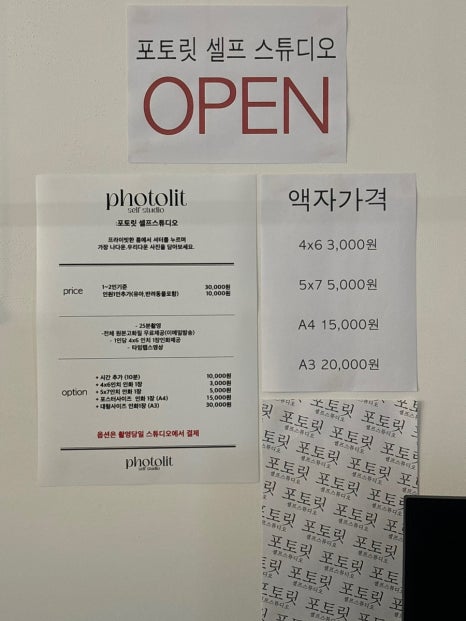 포토릿 셀프 스튜디오
OPEN
photolit
self studio
:포토릿 셀프스튜디오
프라이빗한 룸에서 셔터를 누르며
가장 나다운,우리다운 사진을 담아보세요.
price
1~2인기준 30,000원
인원1인추가(유아,반려동물포함) 10,000원
- 25분촬영
-전체 원본고화질 무료제공(이메일발송)
- 1인당 4x6 인치 1장인화제공
- 타임랩스영상
option
+ 시간 추가 (10분) 10,000원
+ 4x6인치 인화 1장 3,000원
+ 5x7인치 인화 1장 5,000원
+ 포스터사이즈 인화 1장 (A4) 15,000원
+ 대형사이즈 인화1장 (A3) 30,000원
옵션은 촬영당일 스튜디오에서 결제
photolit
self studio
액자가격
4x6 3,000원
5x7 5,000원
A4 15,000원
A3 20,000원
포토릿
셀프스튜디오